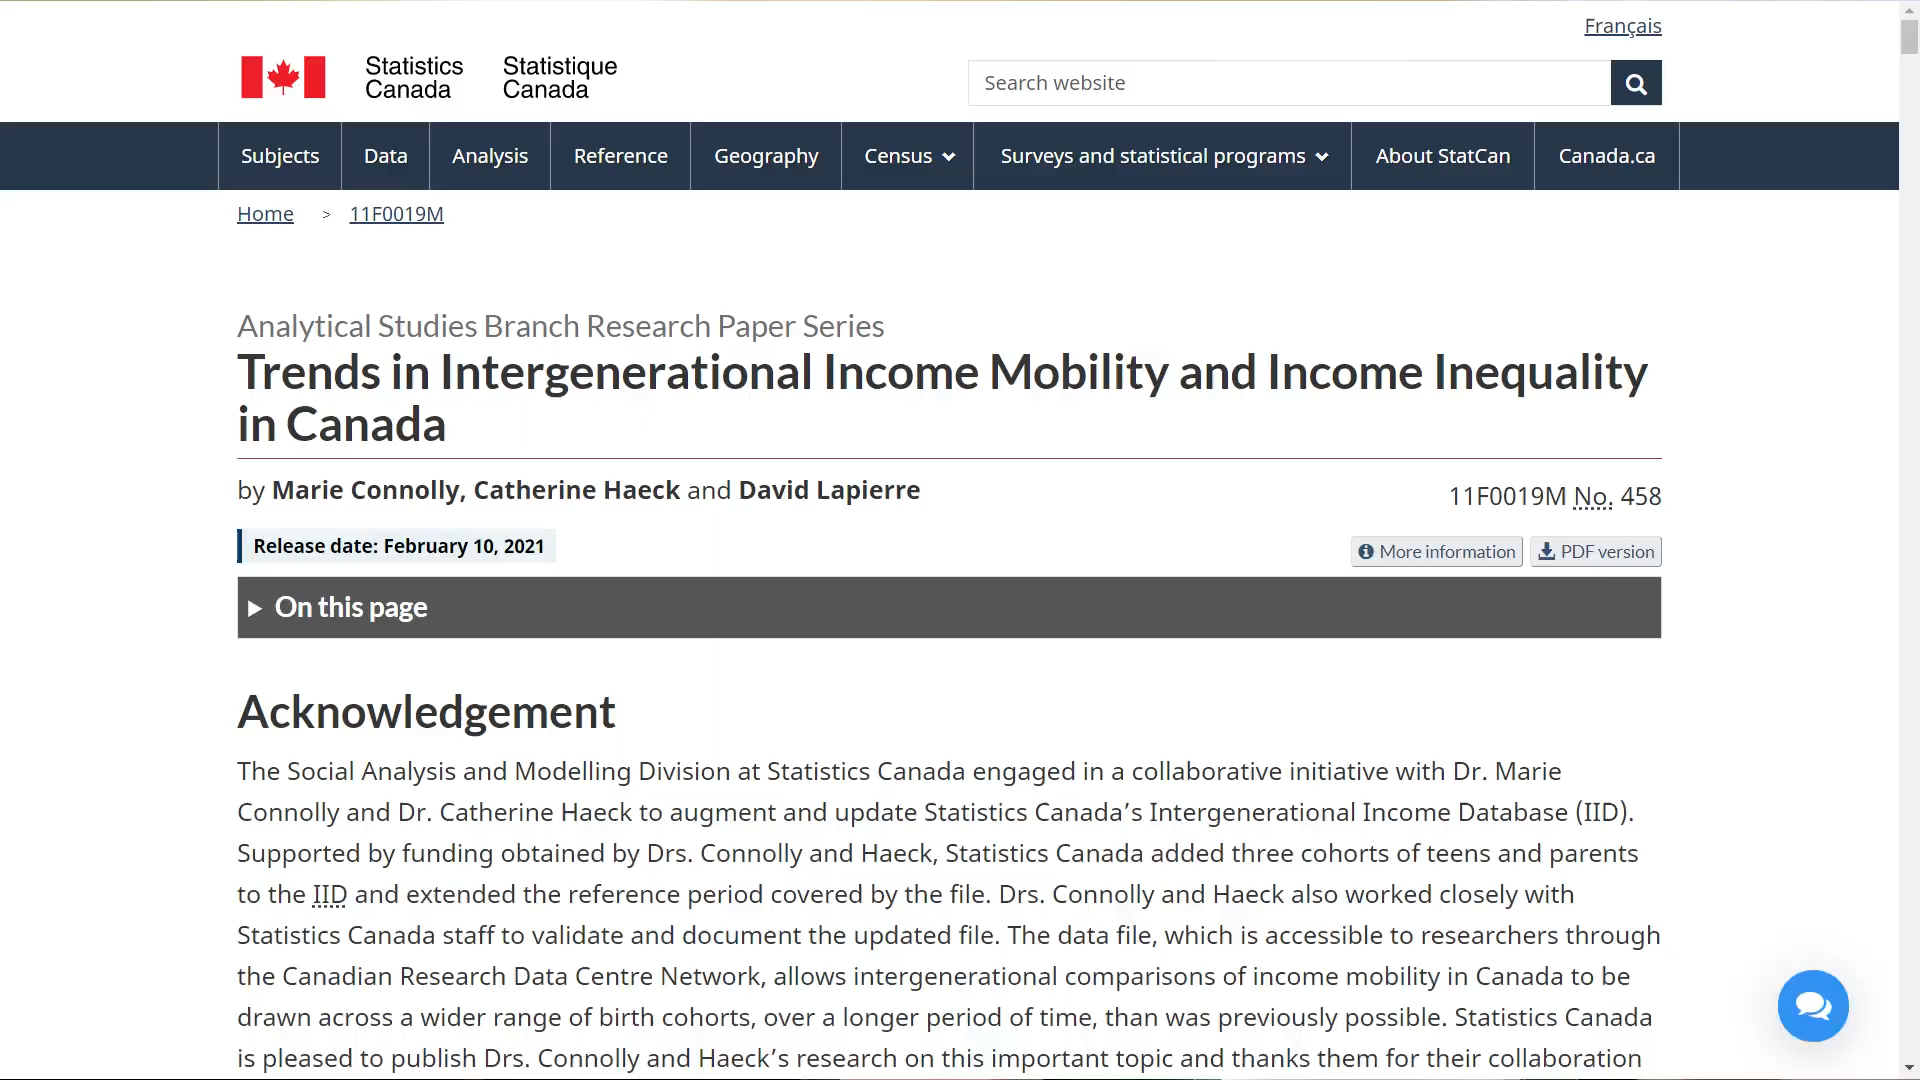 Français
Statistics Canada
Statistique Canada
Search website
Subjects
Data
Analysis
Reference
Geography
Census
Surveys and statistical programs
About StatCan
Canada.ca
Home > 11F0019M
Analytical Studies Branch Research Paper Series
Trends in Intergenerational Income Mobility and Income Inequality
in Canada
by Marie Connolly, Catherine Haeck and David Lapierre
11F0019M No. 458
Release date: February 10, 2021
More information
PDF version
On this page
Acknowledgement
The Social Analysis and Modelling Division at Statistics Canada engaged in a collaborative initiative with Dr. Marie
Connolly and Dr. Catherine Haeck to augment and update Statistics Canada’s Intergenerational Income Database (IID).
Supported by funding obtained by Drs. Connolly and Haeck, Statistics Canada added three cohorts of teens and parents
to the IID and extended the reference period covered by the file. Drs. Connolly and Haeck also worked closely with
Statistics Canada staff to validate and document the updated file. The data file, which is accessible to researchers through
the Canadian Research Data Centre Network, allows intergenerational comparisons of income mobility in Canada to be
drawn across a wider range of birth cohorts, over a longer period of time, than was previously possible. Statistics Canada
is pleased to publish Drs. Connolly and Haeck’s research on this important topic and thanks them for their collaboration